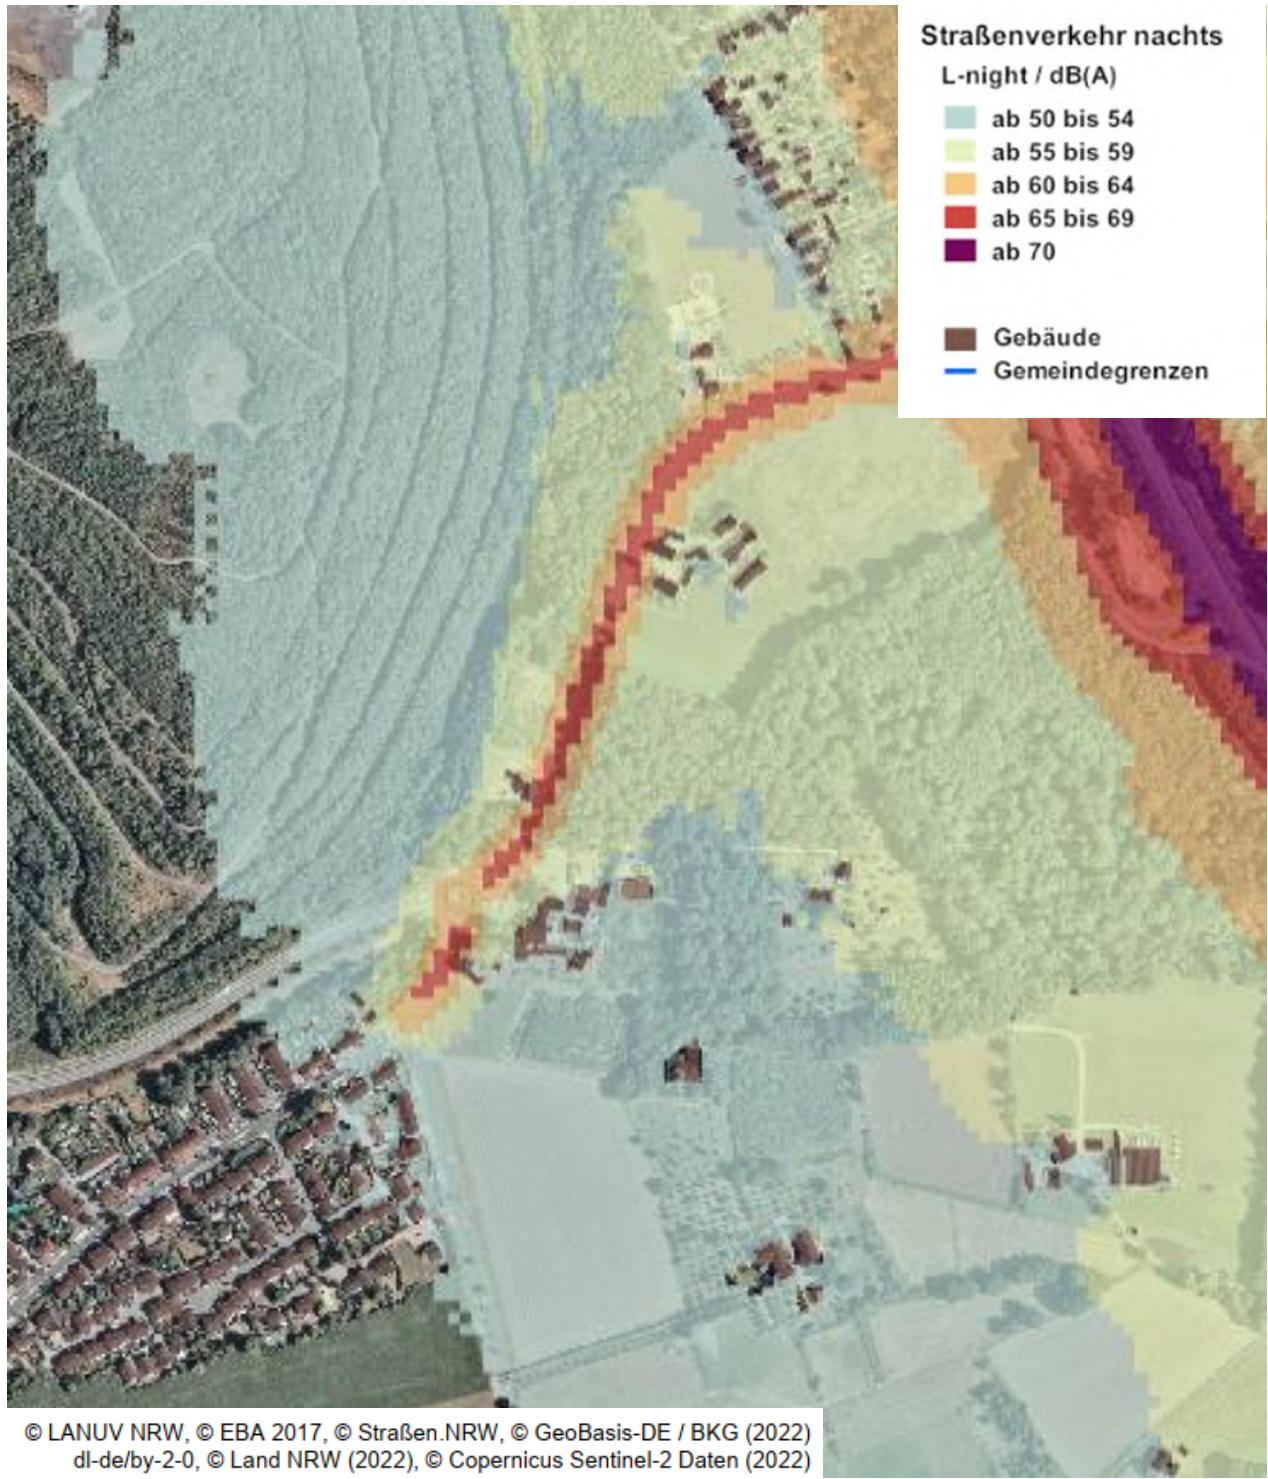 Straßenverkehr nachts
L-night / dB(A)
ab 50 bis 54
ab 55 bis 59
ab 60 bis 64
ab 65 bis 69
ab 70
Gebäude
Gemeindegrenzen
© LANUV NRW, © EBA 2017, © Straßen.NRW, © GeoBasis-DE / BKG (2022)
dl-de/by-2-0, © Land NRW (2022), © Copernicus Sentinel-2 Daten (2022)